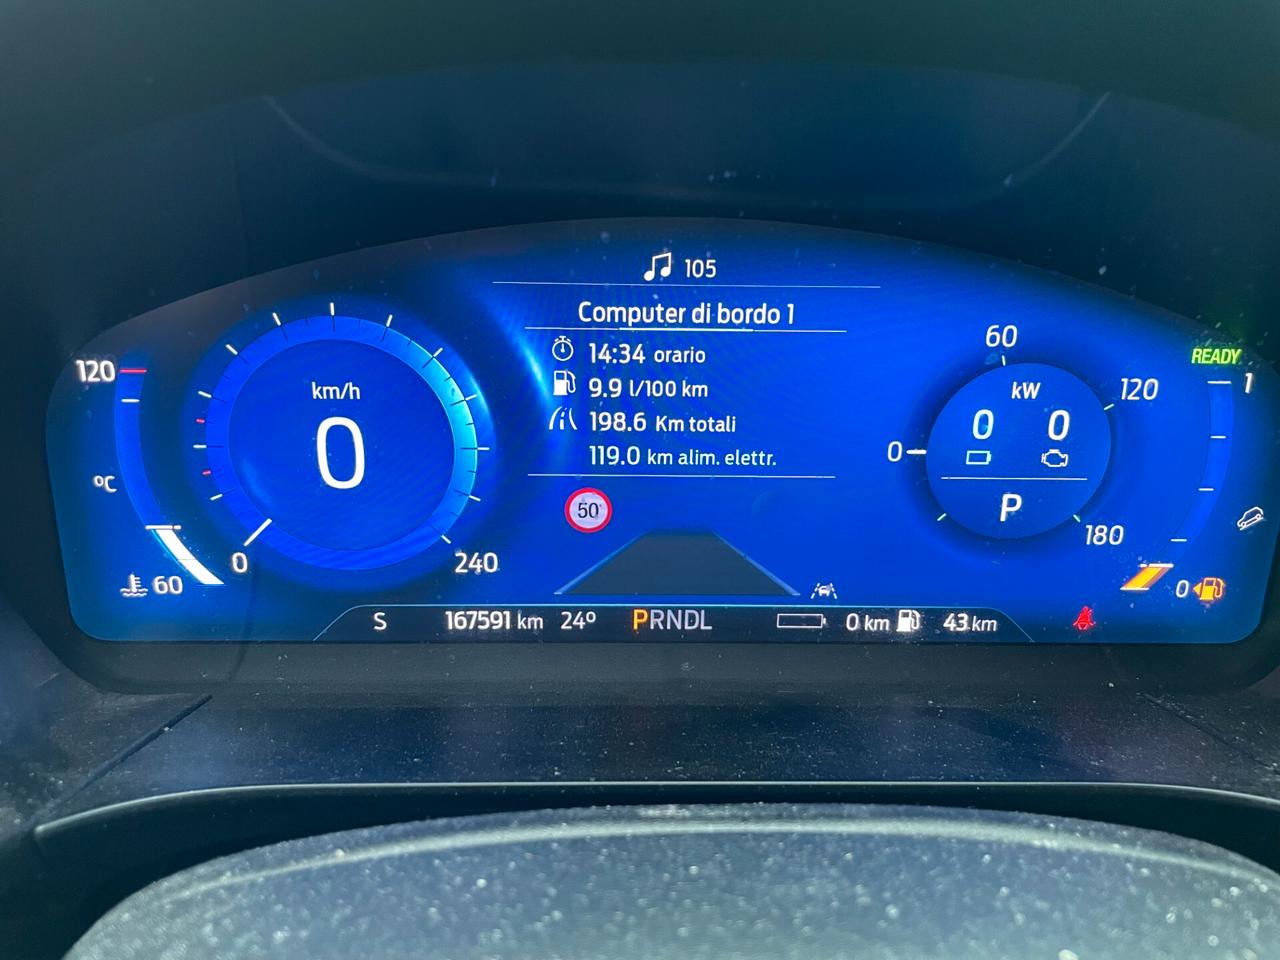 105
Computer di bordo 1
14:34 orario
9.9 l/100 km
198.6 Km totali
119.0 km alim. elettr.
50
120
°C
60
km/h
0
0
240
60
120
180
0
kW
0 0
P
READY
1
0
S 167591 km 24° PRNDL 0 km 43 km